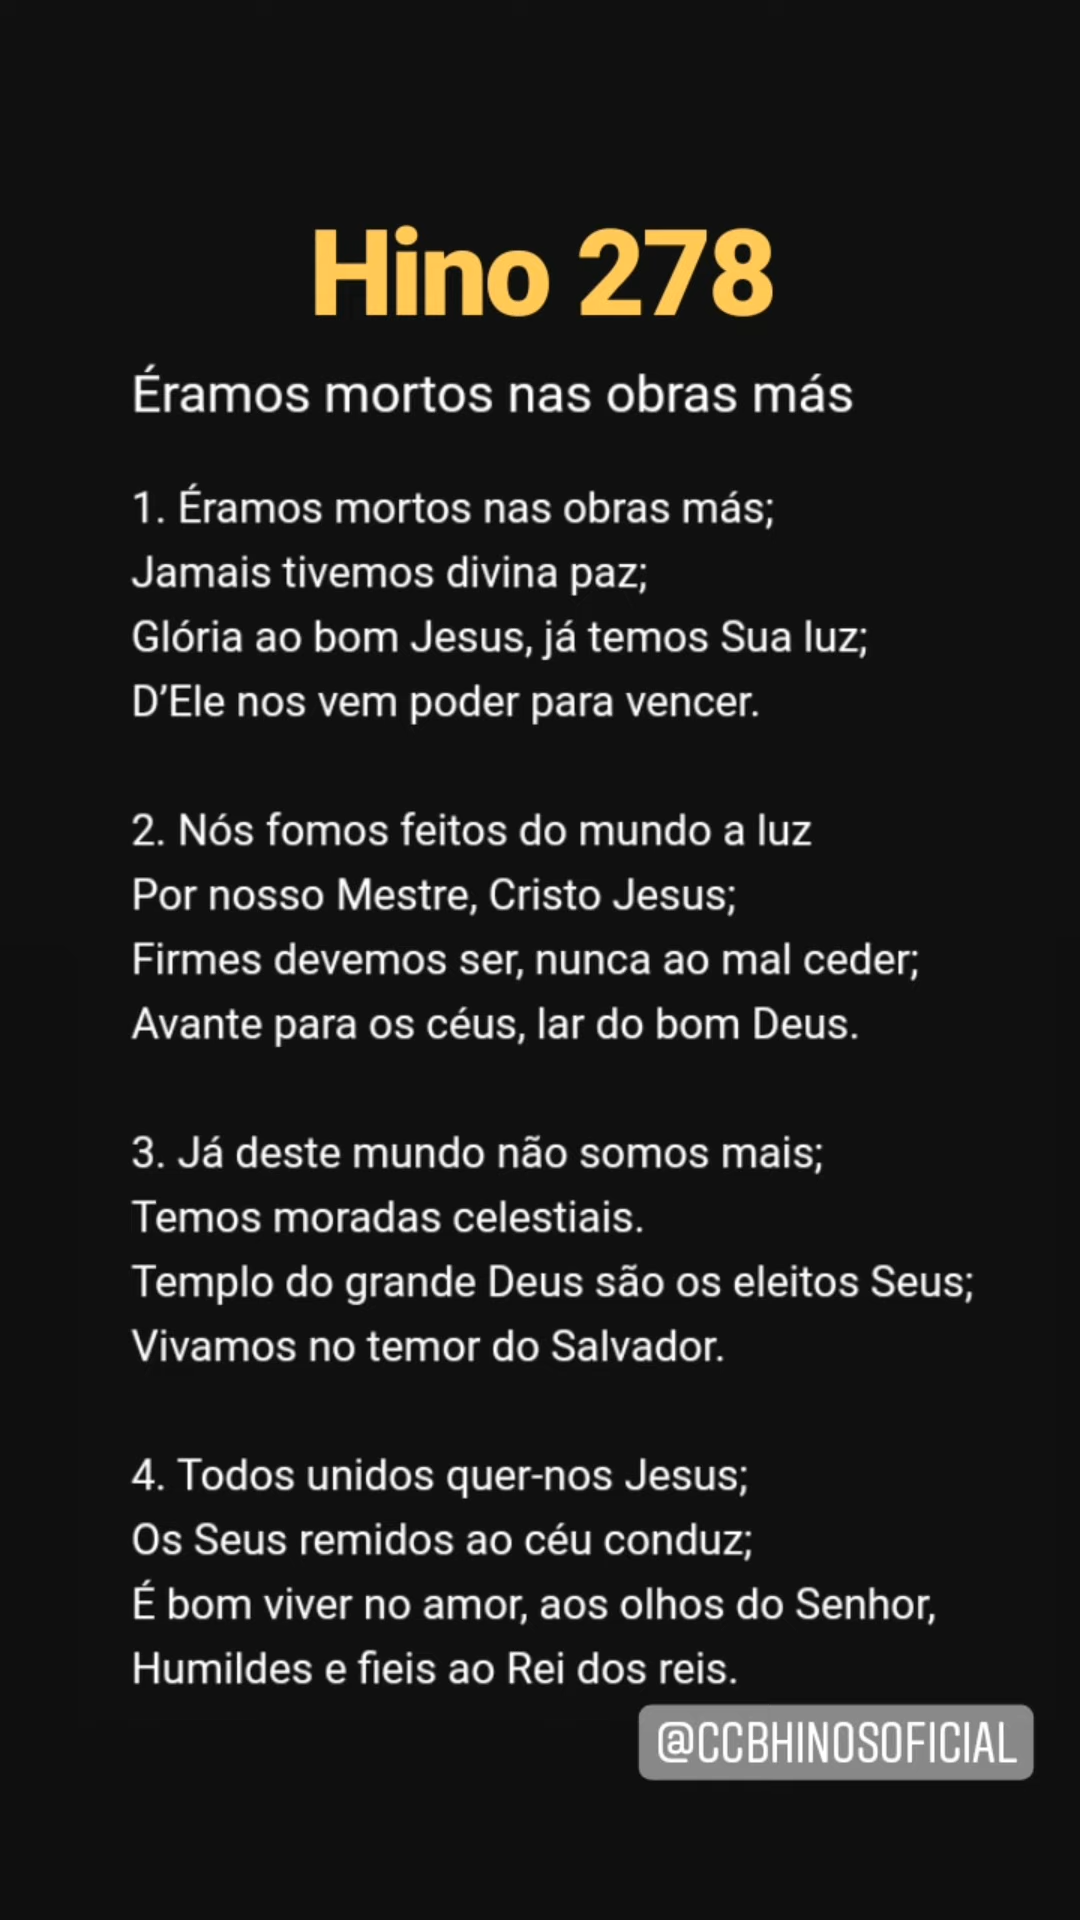 Hino 278
Éramos mortos nas obras más
1. Éramos mortos nas obras más;
Jamais tivemos divina paz;
Glória ao bom Jesus, já temos Sua luz;
D’Ele nos vem poder para vencer.
2. Nós fomos feitos do mundo a luz
Por nosso Mestre, Cristo Jesus;
Firmes devemos ser, nunca ao mal ceder;
Avante para os céus, lar do bom Deus.
3. Já deste mundo não somos mais;
Temos moradas celestiais.
Templo do grande Deus são os eleitos Seus;
Vivamos no temor do Salvador.
4. Todos unidos quer-nos Jesus;
Os Seus remidos ao céu conduz;
É bom viver no amor, aos olhos do Senhor,
Humildes e fieis ao Rei dos reis.
@CCBHINOSOFICIAL